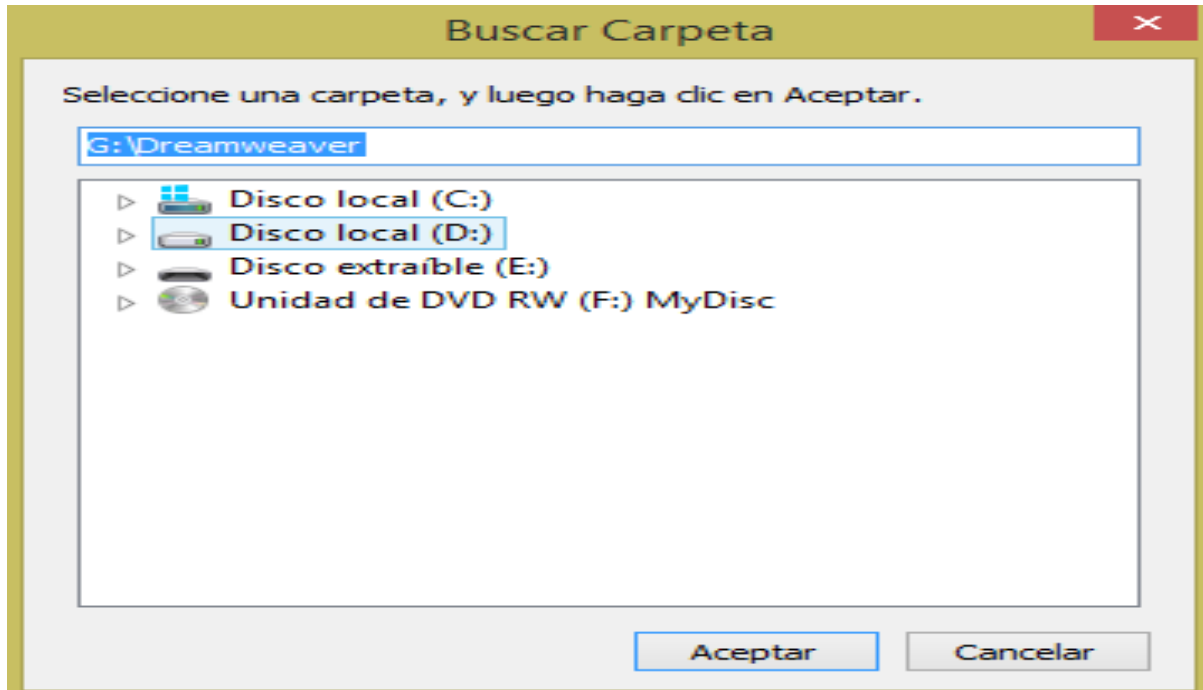 Buscar Carpeta
Seleccione una carpeta, y luego haga clic en Aceptar.
G:\Dreamweaver
Disco local (C:)
Disco local (D:)
Disco extraíble (E:)
Unidad de DVD RW (F:) MyDisc
Aceptar
Cancelar